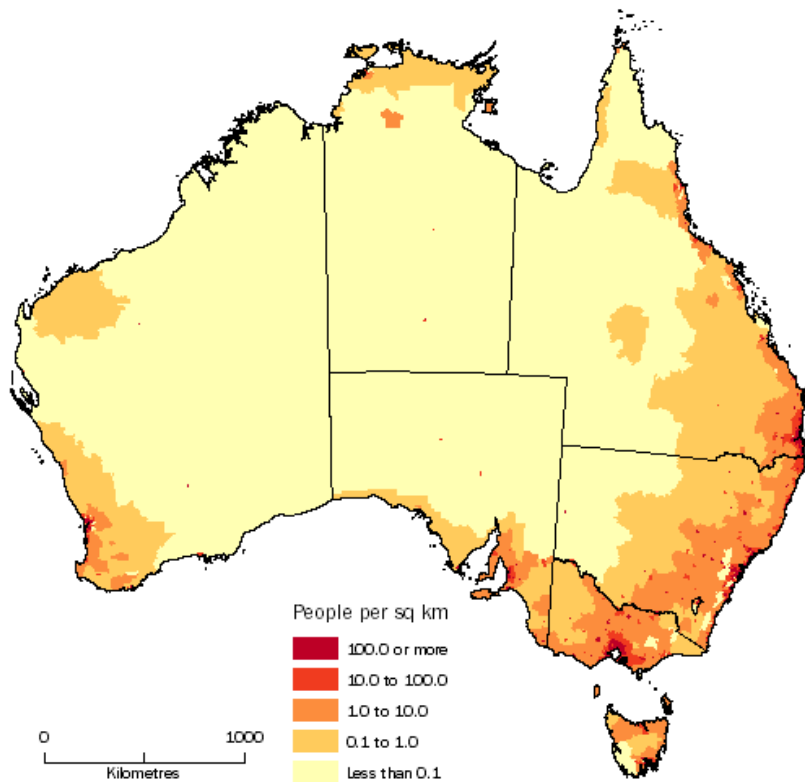 People per sq km
100.0 or more
10.0 to 100.0
1.0 to 10.0
0.1 to 1.0
Less than 0.1
0 1000
Kilometres